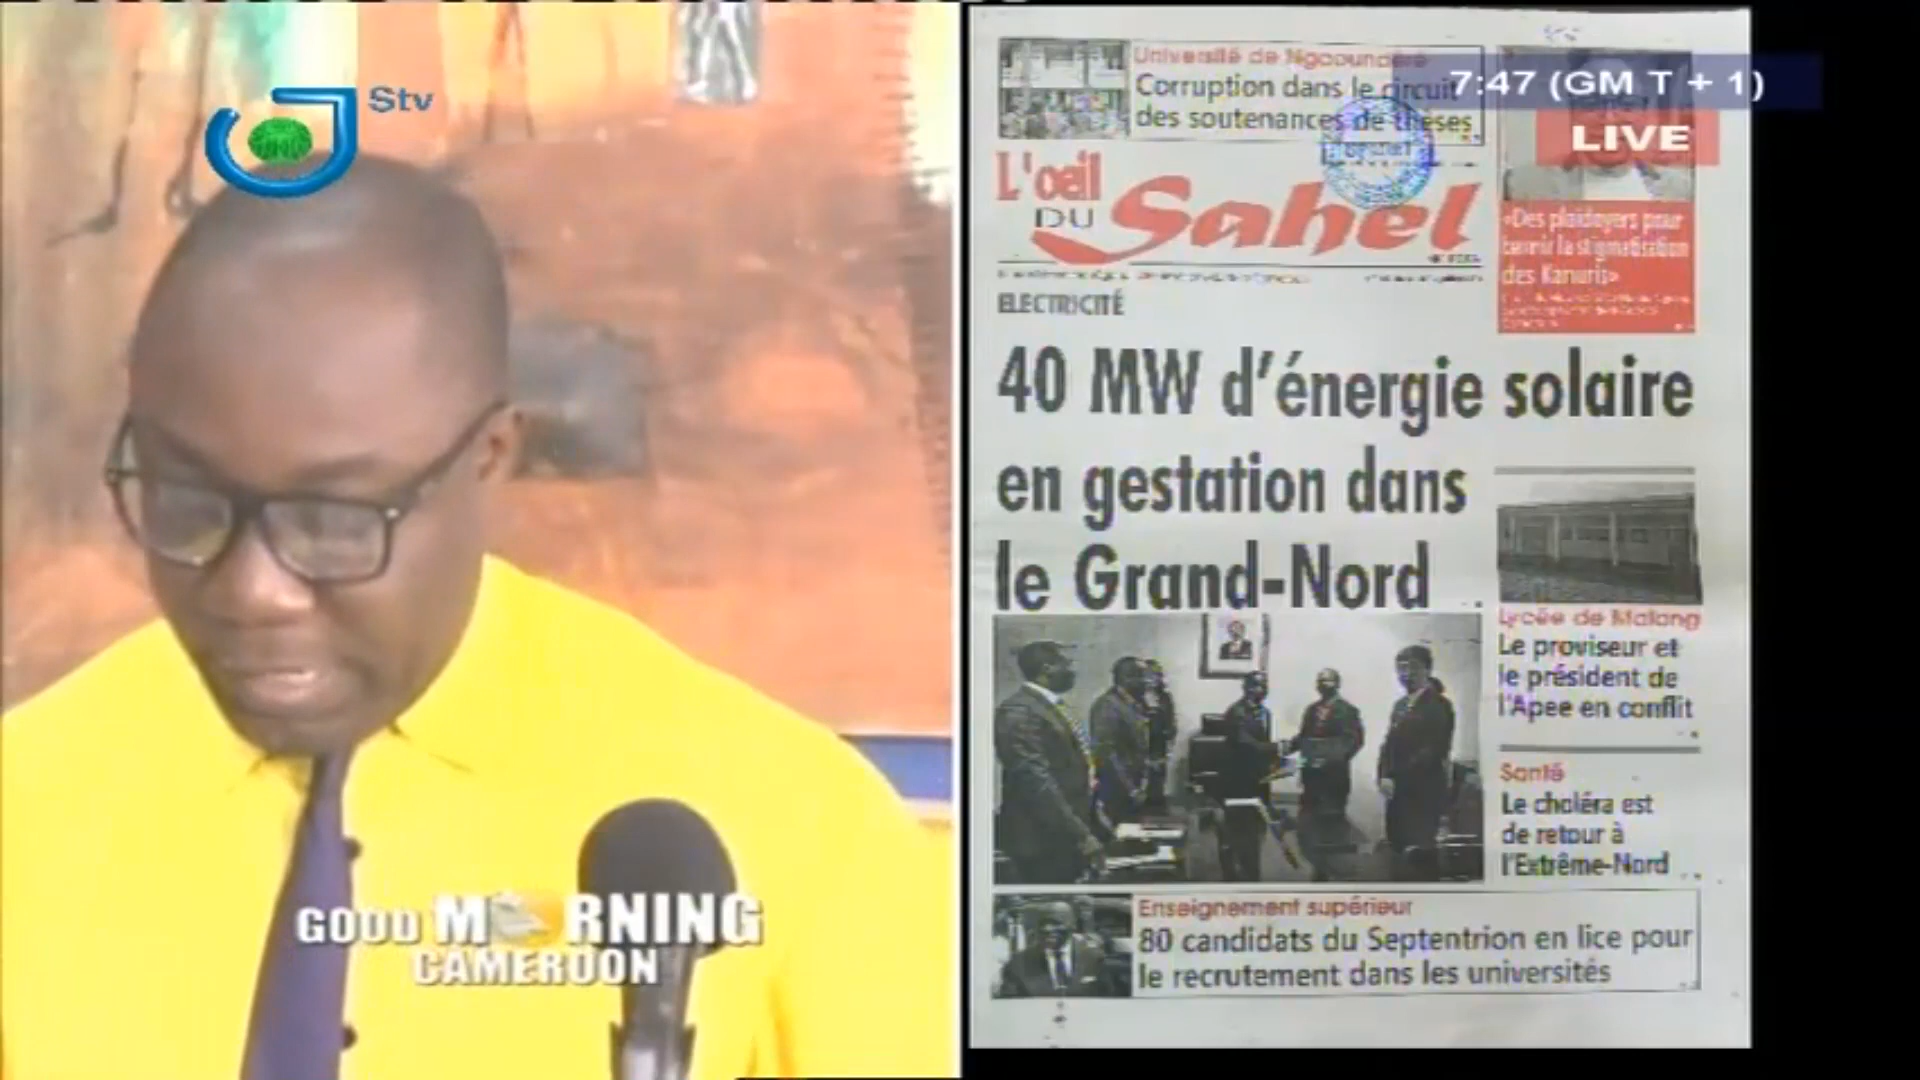 Stv
GOOD MORNING
CAMEROON
7:47 (GMT+1)
LIVE
Université de Ngaoundéré
Corruption dans le circuit
des soutenances de thèses
L'œil
DU
Sahel
«Des plaidoyers pour
bannir la stigmatisation
des Kanuris»
ELECTRICITÉ
40 MW d'énergie solaire
en gestation dans
le Grand-Nord
Lycée de Malang
Le proviseur et
le président de
l'Apee en conflit
Santé
Le choléra est
de retour à
l'Extrême-Nord
Enseignement supérieur
80 candidats du Septentrion en lice pour
le recrutement dans les universités